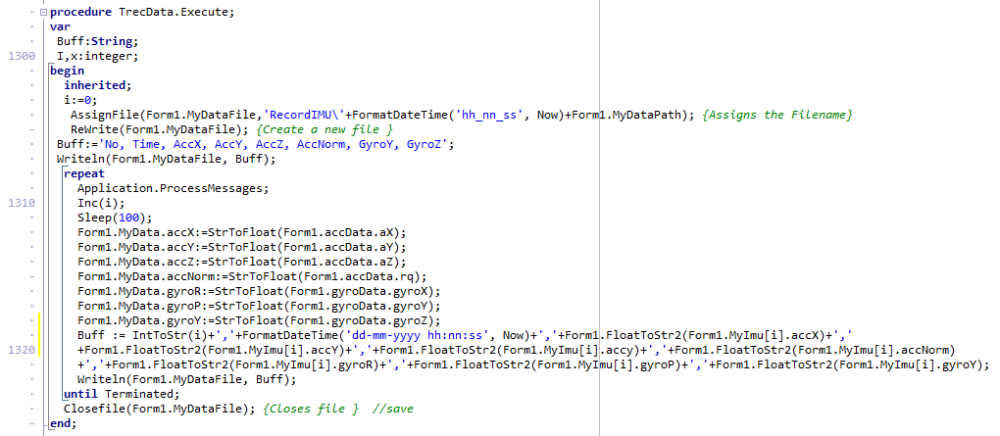 procedure TrecData.Execute;
var
Buff:String;
1300 I,x:integer;
begin
inherited;
i:=0;
AssignFile(Form1.MyDataFile,'RecordIMU\'+FormatDateTime('hh_nn_ss', Now)+Form1.MyDataPath); {Assigns the Filename}
ReWrite(Form1.MyDataFile); {Create a new file }
Buff:='No, Time, AccX, AccY, AccZ, AccNorm, GyroY, GyroZ';
Writeln(Form1.MyDataFile, Buff);
repeat
Application.ProcessMessages;
1310 Inc(i);
Sleep(100);
Form1.MyData.accX:=StrToFloat(Form1.accData.aX);
Form1.MyData.accY:=StrToFloat(Form1.accData.aY);
Form1.MyData.accZ:=StrToFloat(Form1.accData.aZ);
Form1.MyData.accNorm:=StrToFloat(Form1.accData.rq);
Form1.MyData.gyroR:=StrToFloat(Form1.gyroData.gyroX);
Form1.MyData.gyroP:=StrToFloat(Form1.gyroData.gyroY);
Form1.MyData.gyroY:=StrToFloat(Form1.gyroData.gyroZ);
Buff := IntToStr(i)+','+FormatDateTime('dd-mm-yyyy hh:nn:ss', Now)+','+Form1.FloatToStr2(Form1.MyImu[i].accX)+','
1320 +Form1.FloatToStr2(Form1.MyImu[i].accY)+','+Form1.FloatToStr2(Form1.MyImu[i].accy)+','+Form1.FloatToStr2(Form1.MyImu[i].accNorm)
+','+Form1.FloatToStr2(Form1.MyImu[i].gyroR)+','+Form1.FloatToStr2(Form1.MyImu[i].gyroP)+','+Form1.FloatToStr2(Form1.MyImu[i].gyroY);
Writeln(Form1.MyDataFile, Buff);
until Terminated;
Closefile(Form1.MyDataFile); {Closes file } //save
end;